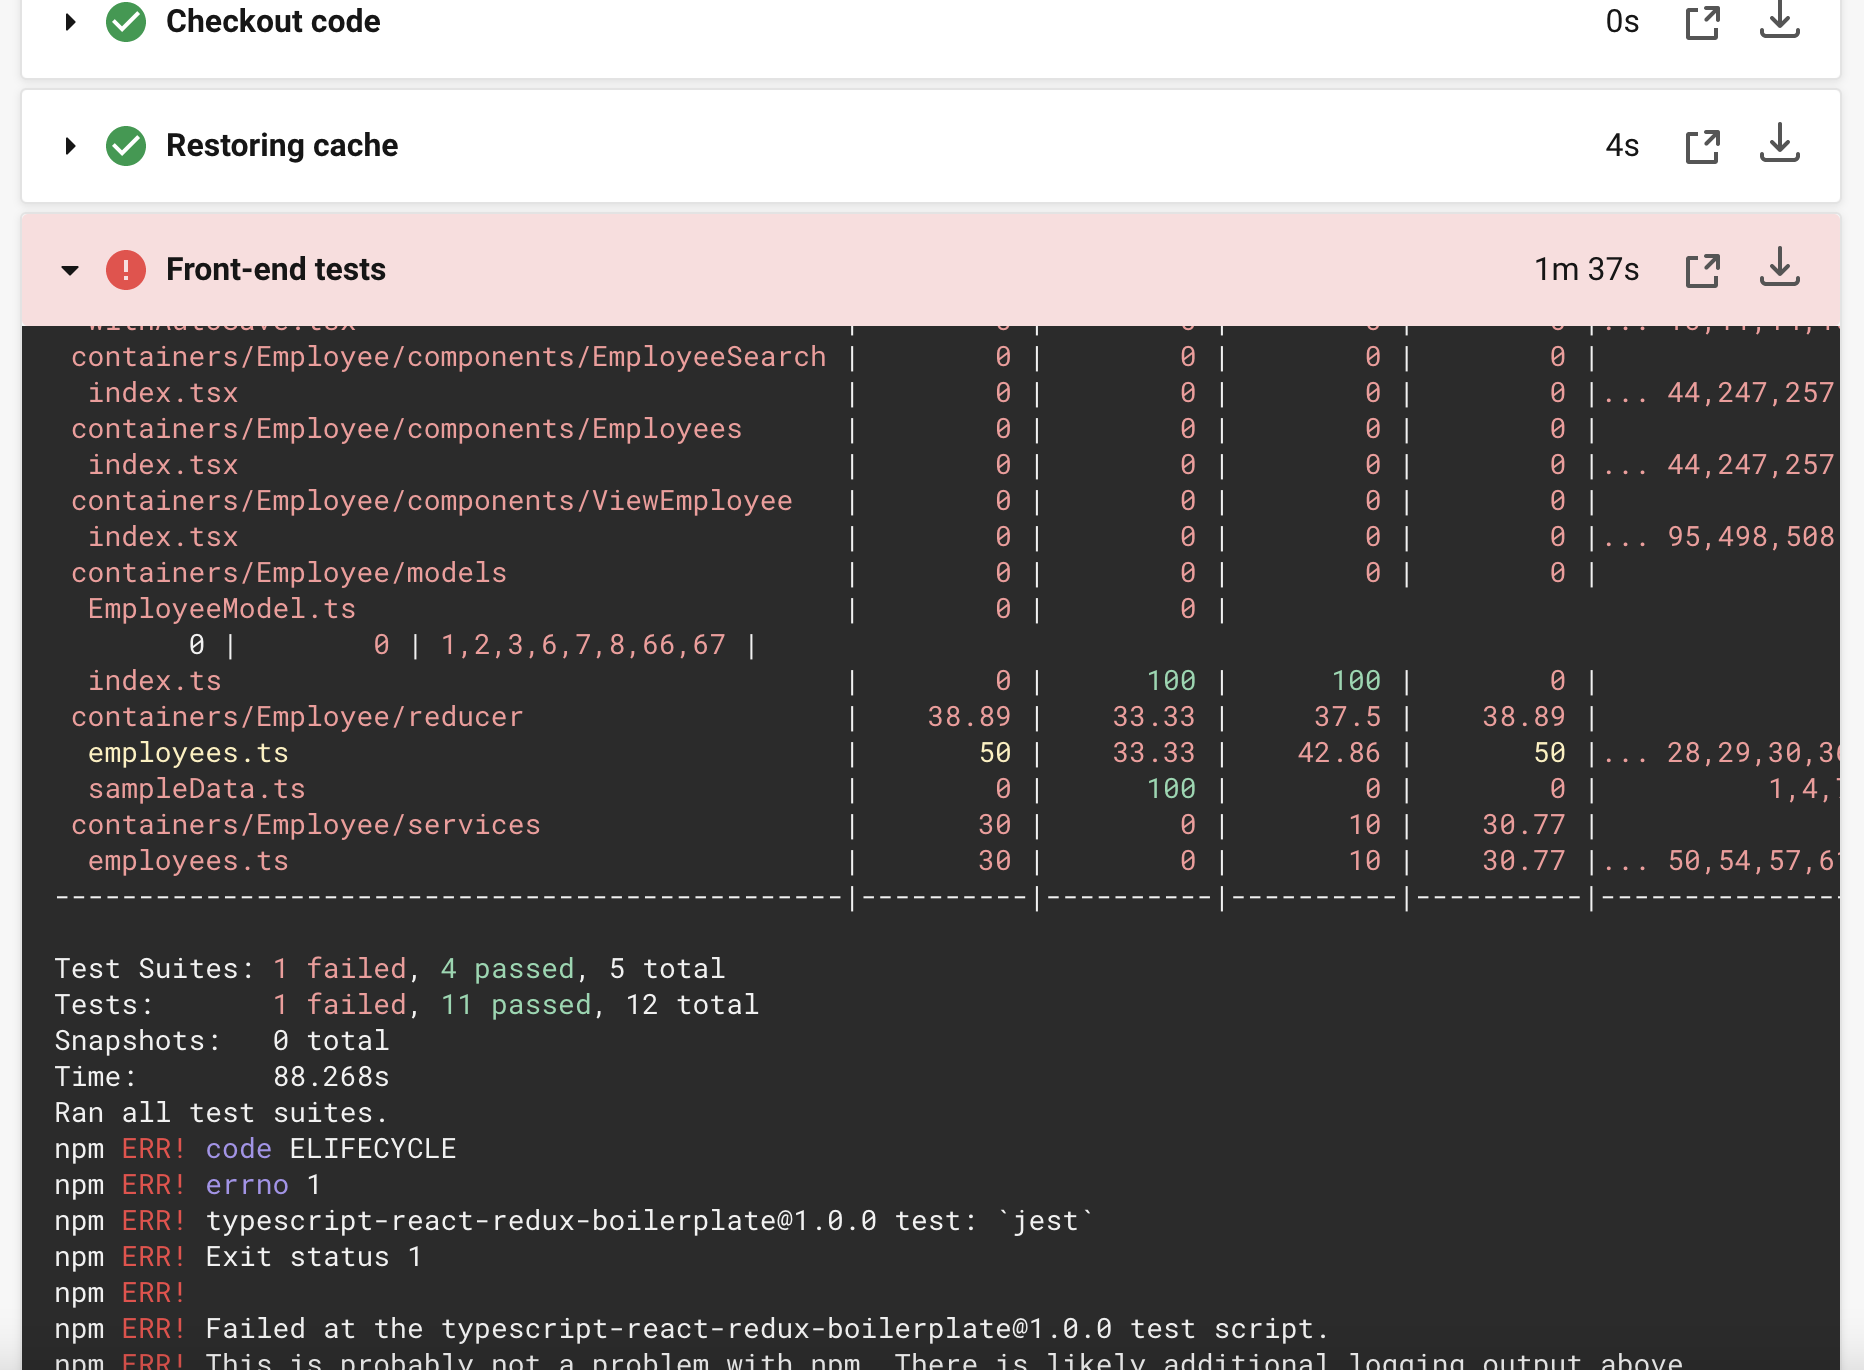 Checkout code 0s
Restoring cache 4s
! Front-end tests 1m 37s
withAutoSave.tsx | 0 | 0 | 0 | 0 |...
containers/Employee/components/EmployeeSearch | 0 | 0 | 0 | 0 |
index.tsx | 0 | 0 | 0 | 0 |... 44,247,257
containers/Employee/components/Employees | 0 | 0 | 0 | 0 |
index.tsx | 0 | 0 | 0 | 0 |... 44,247,257
containers/Employee/components/ViewEmployee | 0 | 0 | 0 | 0 |
index.tsx | 0 | 0 | 0 | 0 |... 95,498,508
containers/Employee/models | 0 | 0 | 0 | 0 |
EmployeeModel.ts | 0 | 0 |
0 | 0 | 1,2,3,6,7,8,66,67 |
index.ts | 0 | 100 | 100 | 0 |
containers/Employee/reducer | 38.89 | 33.33 | 37.5 | 38.89 |
employees.ts | 50 | 33.33 | 42.86 | 50 |... 28,29,30,3
sampleData.ts | 0 | 100 | 0 | 0 | 1,4,
containers/Employee/services | 30 | 0 | 10 | 30.77 |
employees.ts | 30 | 0 | 10 | 30.77 |... 50,54,57,6
-----------------------------------------------|----------|----------|----------|----------|--------------
Test Suites: 1 failed, 4 passed, 5 total
Tests: 1 failed, 11 passed, 12 total
Snapshots: 0 total
Time: 88.268s
Ran all test suites.
npm ERR! code ELIFECYCLE
npm ERR! errno 1
npm ERR! typescript-react-redux-boilerplate@1.0.0 test: `jest`
npm ERR! Exit status 1
npm ERR!
npm ERR! Failed at the typescript-react-redux-boilerplate@1.0.0 test script.
npm ERR! This is probably not a problem with npm. There is likely additional logging output above